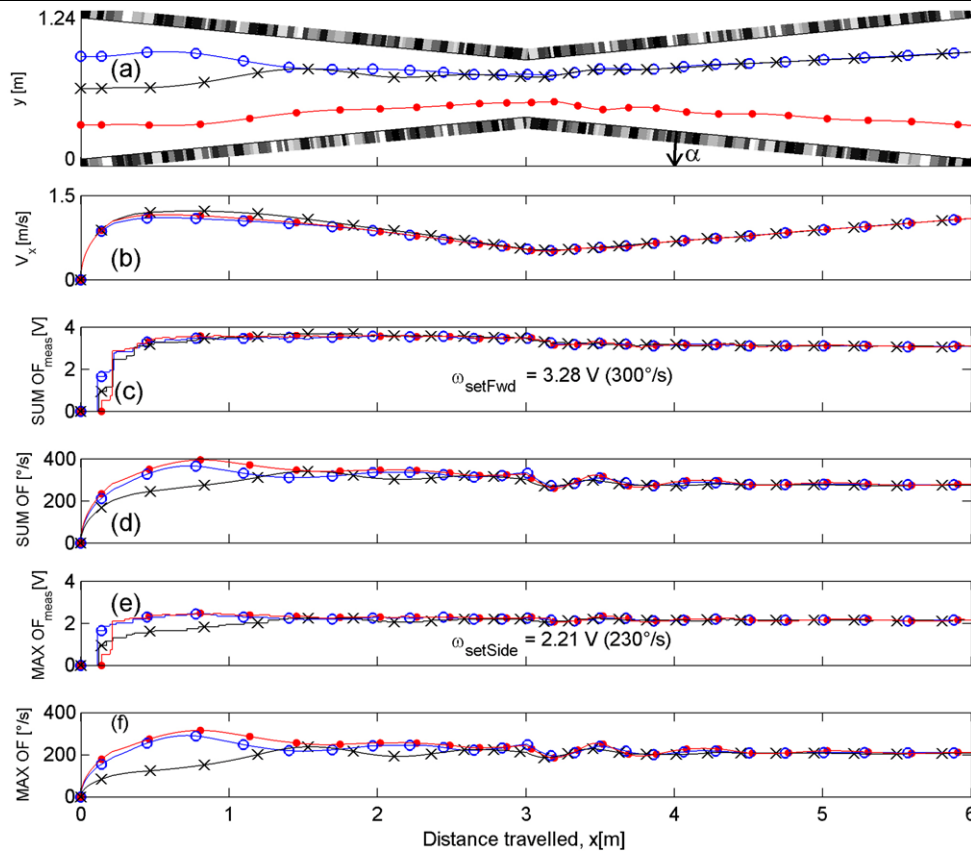 1.24
(a)
y [m]
0
α
1.5
V_x [m/s]
(b)
0
4
SUM OF_meas [V]
2
(c)
ω_setFwd = 3.28 V (300°/s)
0
400
SUM OF [°/s]
200
(d)
0
4
(e)
MAX OF_meas [V]
2
ω_setSide = 2.21 V (230°/s)
0
400
(f)
MAX OF [°/s]
200
0
0 1 2 3 4 5 6
Distance travelled, x[m]